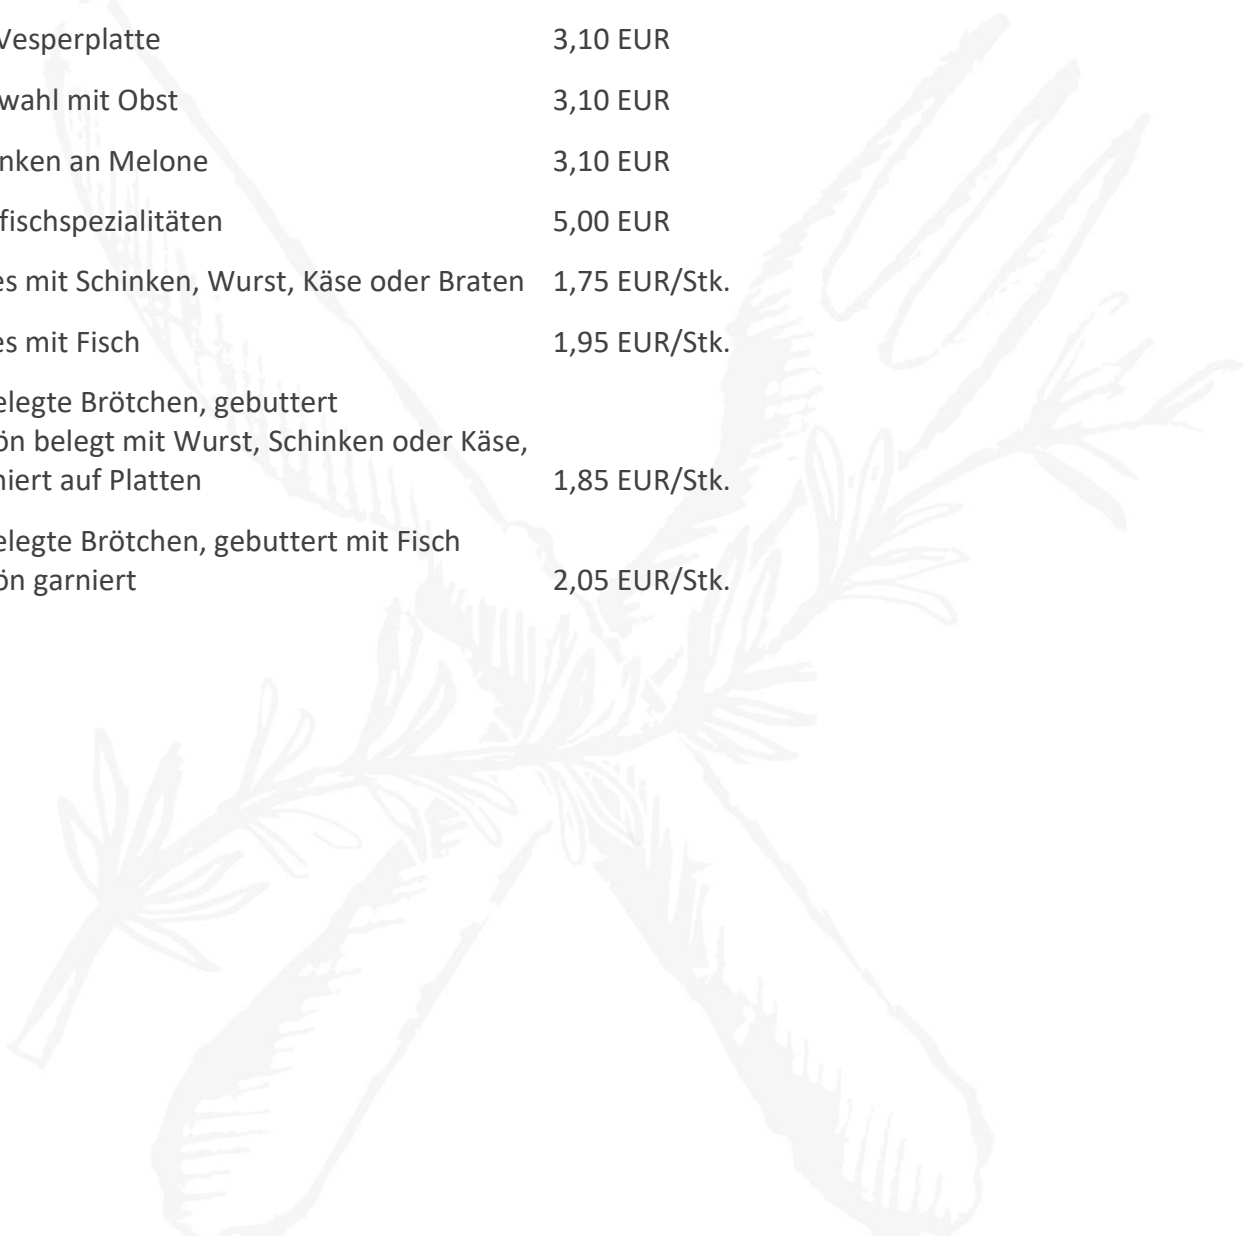 Vesperplatte 3,10 EUR
wahl mit Obst 3,10 EUR
nken an Melone 3,10 EUR
fischspezialitäten 5,00 EUR
es mit Schinken, Wurst, Käse oder Braten 1,75 EUR/Stk.
es mit Fisch 1,95 EUR/Stk.
elegte Brötchen, gebuttert
ön belegt mit Wurst, Schinken oder Käse,
niert auf Platten 1,85 EUR/Stk.
elegte Brötchen, gebuttert mit Fisch
ön garniert 2,05 EUR/Stk.